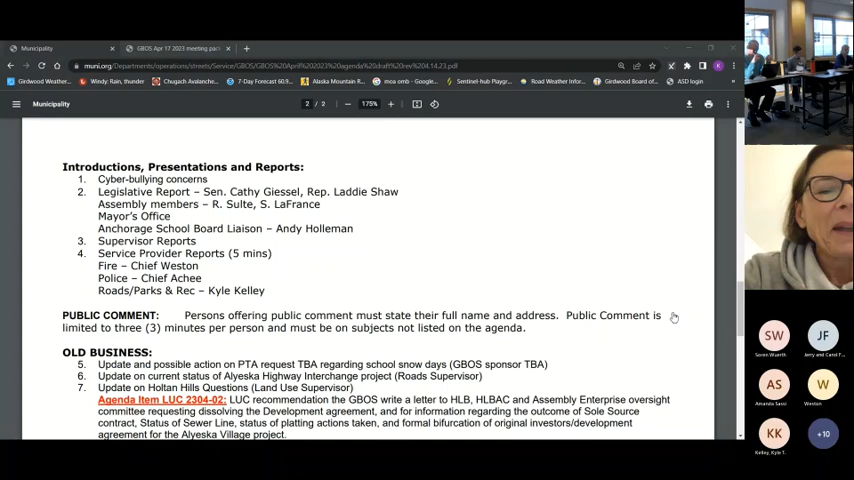 Municipality
GBOS Apr 17 2023 meeting pac
muni.org/Departments/operations/streets/Service/GBOS/GBOS%20April%202023%20agenda%20draft%20rev%204.14.23.pdf
Girdwood Weather...
Windy: Rain, thunder
Chugach Avalanche...
7-Day Forecast 60.9...
Alaska Mountain R...
moa omb - Google...
Sentinel-hub Playgr...
Road Weather Infor...
Girdwood Board of...
ASD login
Municipality
2 / 2
175%
Introductions, Presentations and Reports:
1. Cyber-bullying concerns
2. Legislative Report – Sen. Cathy Giessel, Rep. Laddie Shaw
Assembly members – R. Sulte, S. LaFrance
Mayor's Office
Anchorage School Board Liaison – Andy Holleman
3. Supervisor Reports
4. Service Provider Reports (5 mins)
Fire – Chief Weston
Police – Chief Achee
Roads/Parks & Rec – Kyle Kelley
PUBLIC COMMENT: Persons offering public comment must state their full name and address. Public Comment is
limited to three (3) minutes per person and must be on subjects not listed on the agenda.
OLD BUSINESS:
5. Update and possible action on PTA request TBA regarding school snow days (GBOS sponsor TBA)
6. Update on current status of Alyeska Highway Interchange project (Roads Supervisor)
7. Update on Holtan Hills Questions (Land Use Supervisor)
Agenda Item LUC 2304-02: LUC recommendation the GBOS write a letter to HLB, HLBAC and Assembly Enterprise oversight
committee requesting dissolving the Development agreement, and for information regarding the outcome of Sole Source
contract, Status of Sewer Line, status of platting actions taken, and formal bifurcation of original investors/development
agreement for the Alyeska Village project.
SW
JF
Soren Wuerth
Jerry and Carol F...
AS
W
Amanda Sassi
Weston
KK
+10
Kelley, Kyle T.